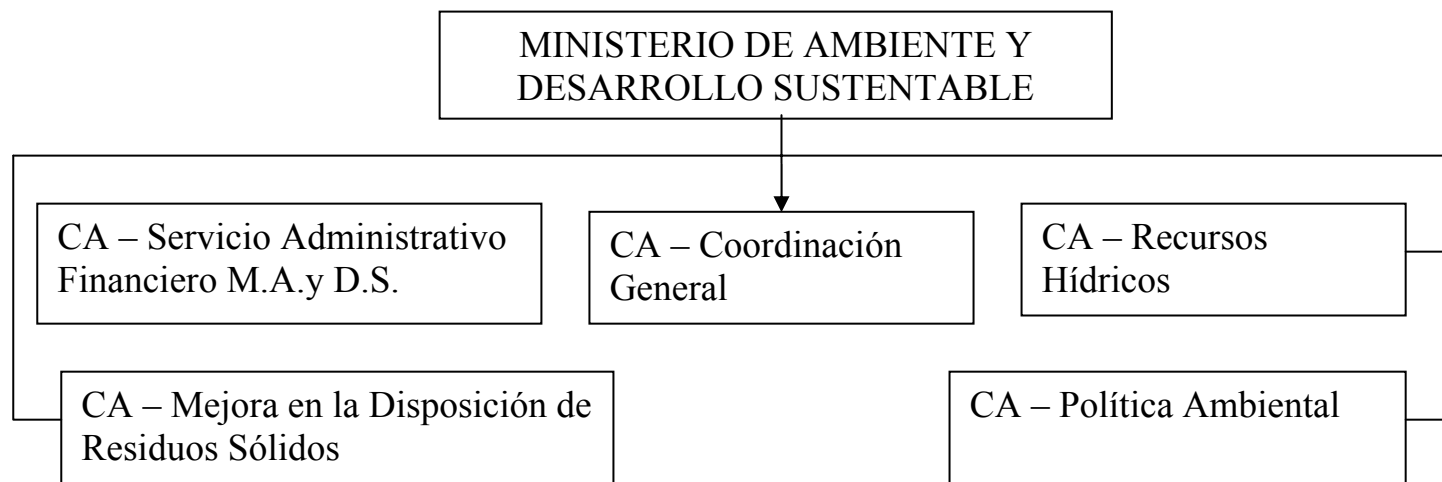 MINISTERIO DE AMBIENTE Y
DESARROLLO SUSTENTABLE
CA – Servicio Administrativo
Financiero M.A.y D.S.
CA – Coordinación
General
CA – Recursos
Hídricos
CA – Mejora en la Disposición de
Residuos Sólidos
CA – Política Ambiental